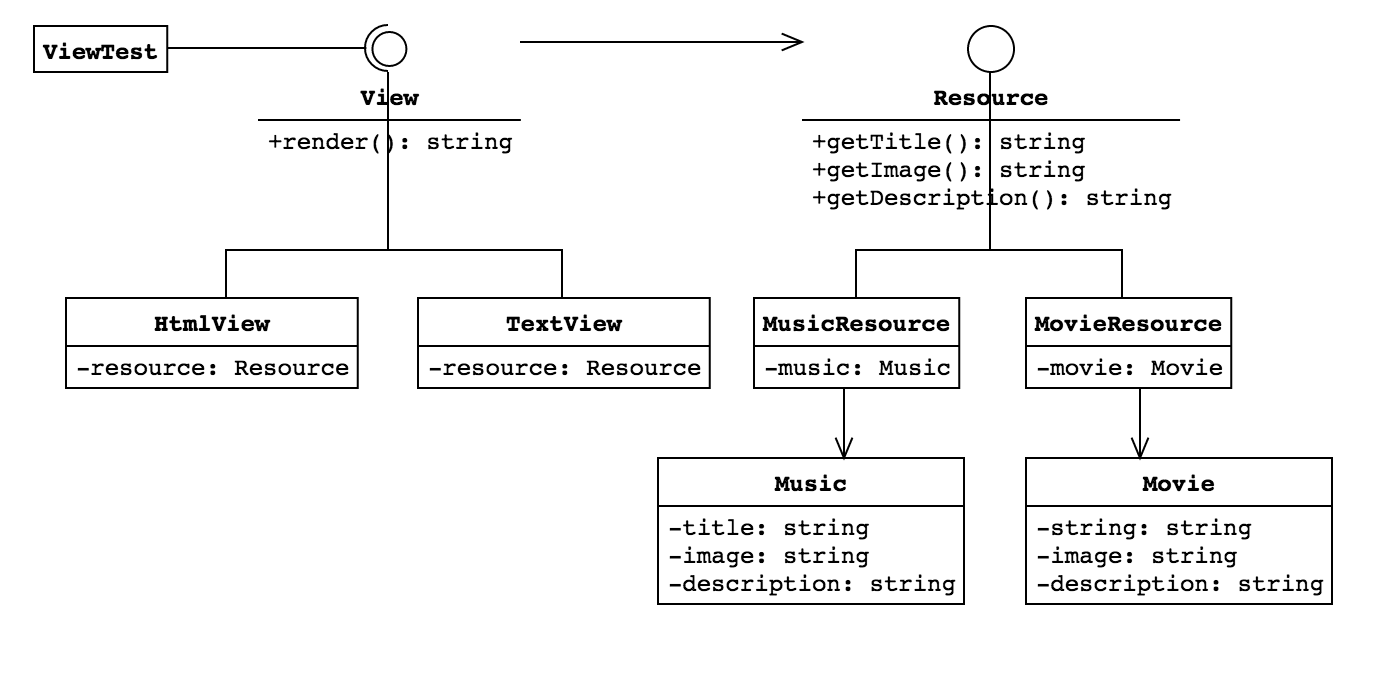 ViewTest
View
+render(): string
Resource
+getTitle(): string
+getImage(): string
+getDescription(): string
HtmlView
-resource: Resource
TextView
-resource: Resource
MusicResource
-music: Music
MovieResource
-movie: Movie
Music
-title: string
-image: string
-description: string
Movie
-string: string
-image: string
-description: string